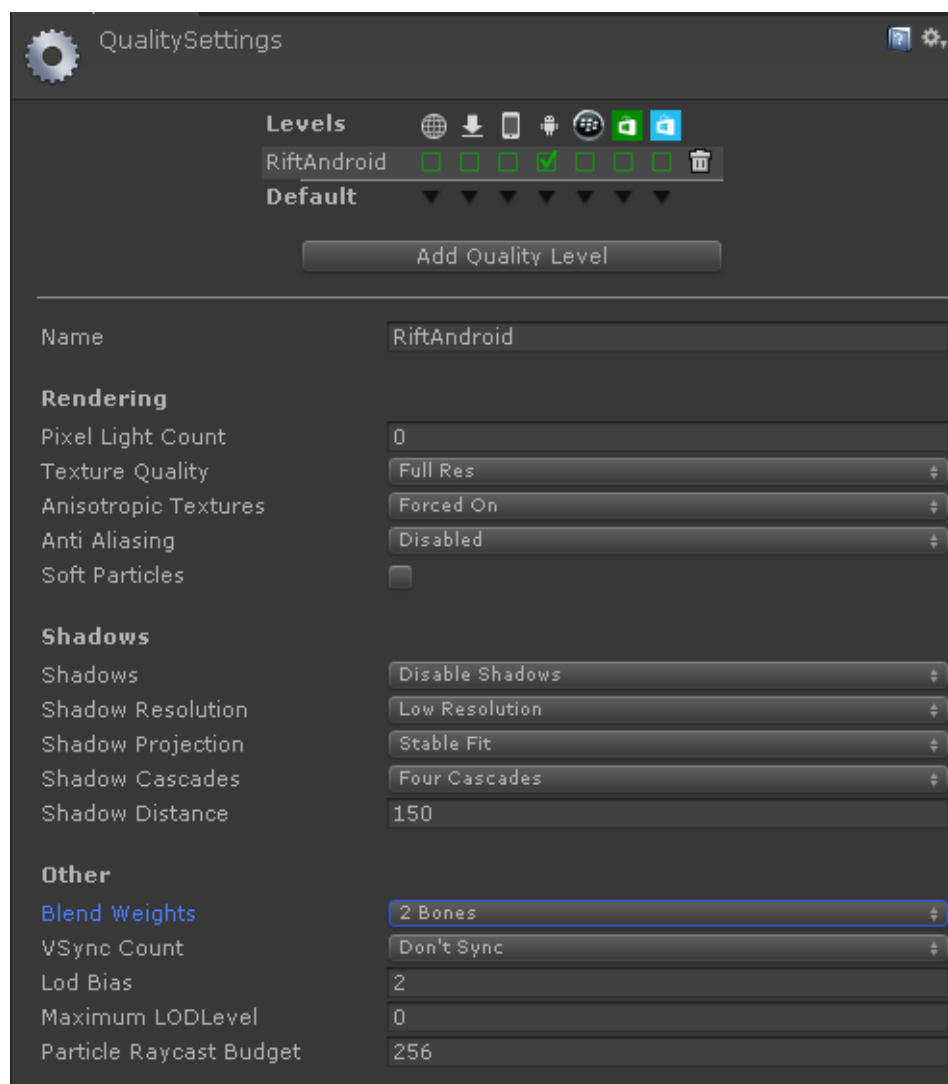 QualitySettings
Levels
RiftAndroid
Default
Add Quality Level
Name RiftAndroid
Rendering
Pixel Light Count 0
Texture Quality Full Res
Anisotropic Textures Forced On
Anti Aliasing Disabled
Soft Particles
Shadows
Shadows Disable Shadows
Shadow Resolution Low Resolution
Shadow Projection Stable Fit
Shadow Cascades Four Cascades
Shadow Distance 150
Other
Blend Weights 2 Bones
VSync Count Don't Sync
Lod Bias 2
Maximum LODLevel 0
Particle Raycast Budget 256